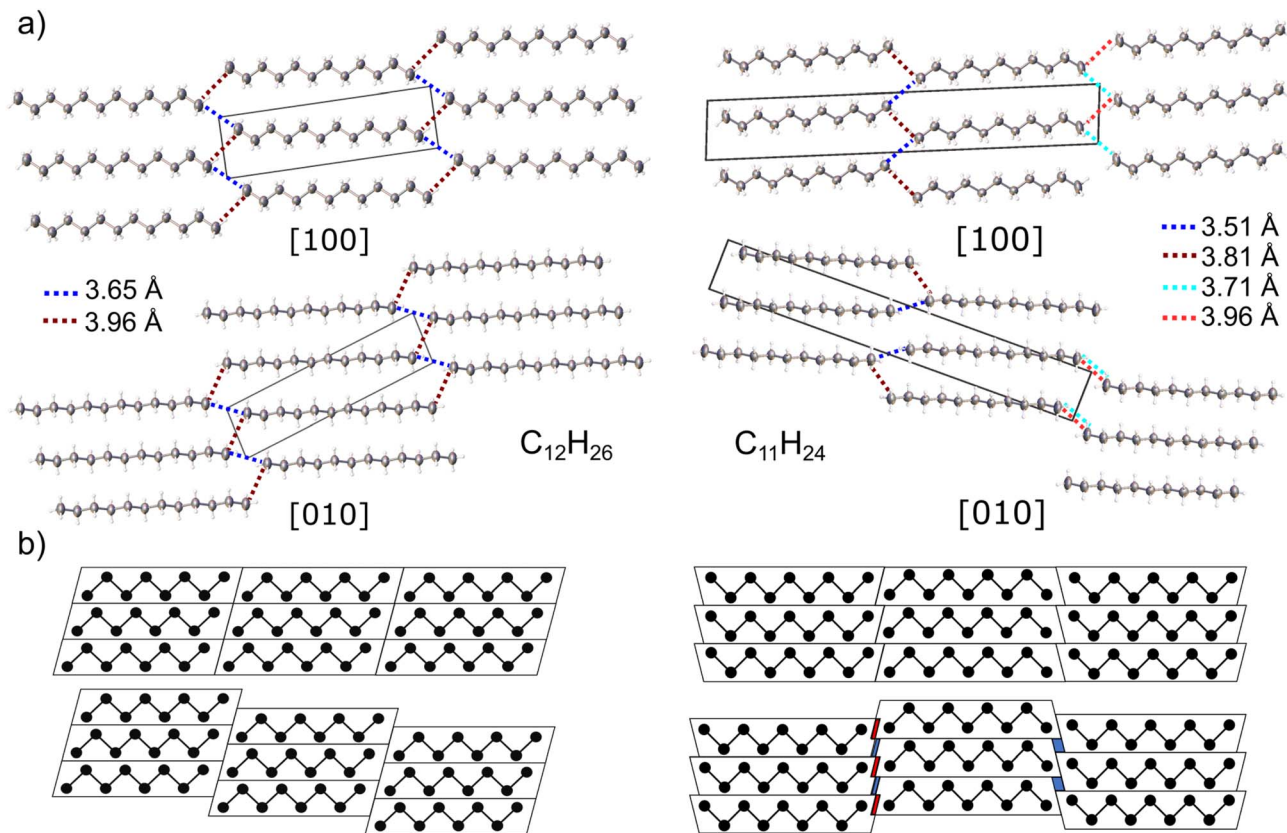 a)
[100]
[100]
3.51 Å
3.81 Å
3.71 Å
3.96 Å
3.65 Å
3.96 Å
C₁₂H₂₆
C₁₁H₂₄
[010]
[010]
b)